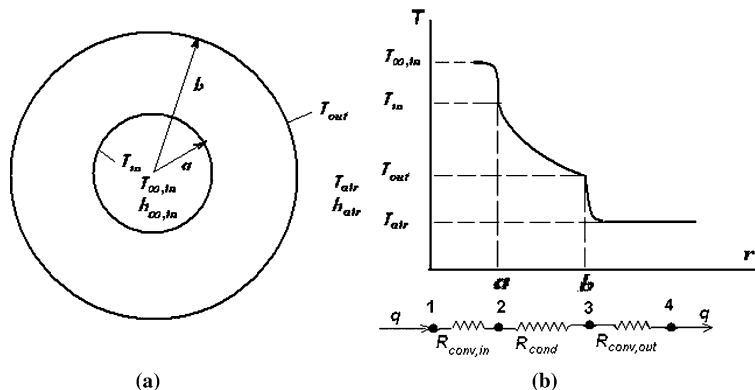 b
T_out
T_in
a
T_∞,in
h_∞,in
T_air
h_air
(a)
T
T_∞,in
T_in
T_out
T_air
r
a
b
1 2 3 4
q q
R_conv,in R_cond R_conv,out
(b)